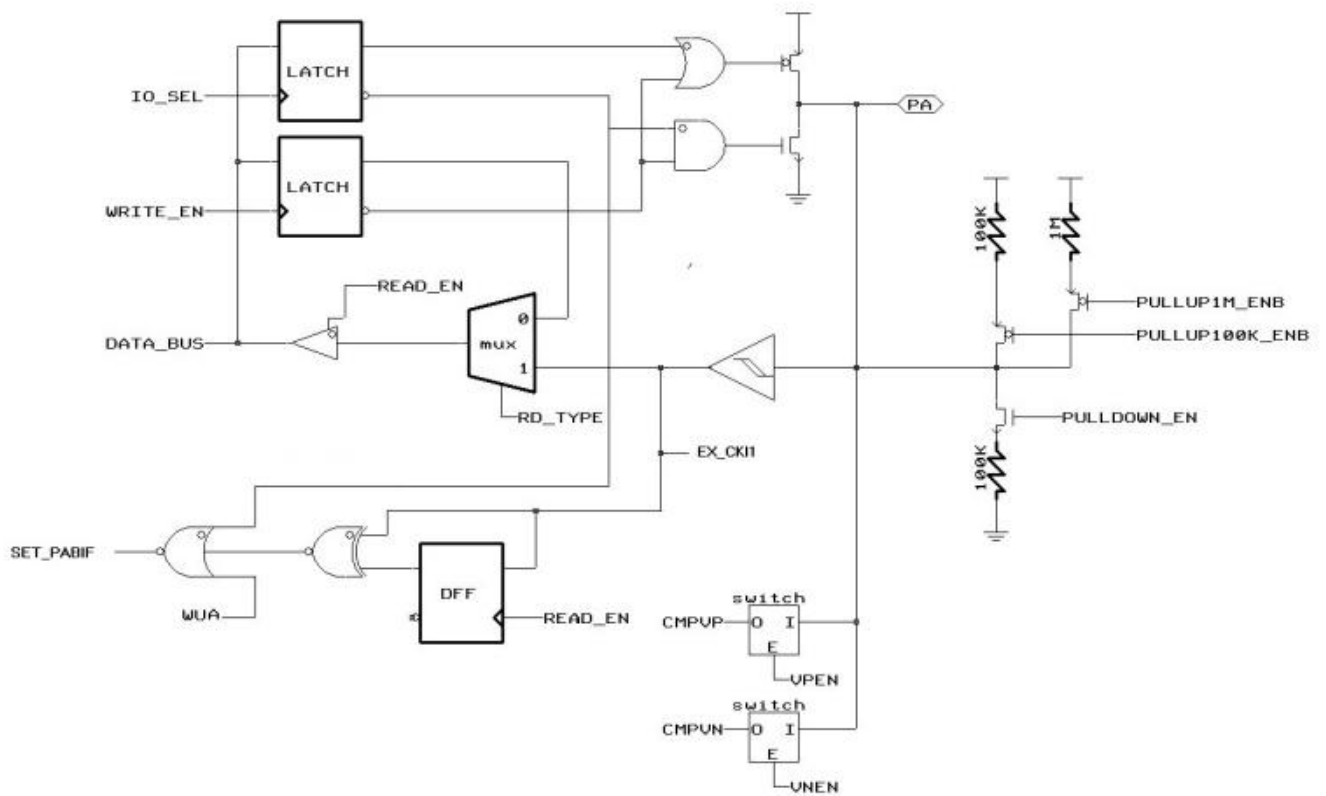 LATCH
IO_SEL
PA
LATCH
WRITE_EN
100K
1M
READ_EN
PULLUP1M_ENB
0
DATA_BUS
mux
PULLUP100K_ENB
1
RD_TYPE
PULLDOWN_EN
EX_CKI1
100K
SET_PABIF
DFF
WUA
READ_EN
switch
CMPVP
O I
E
VPEN
switch
CMPVN
O I
E
VNEN